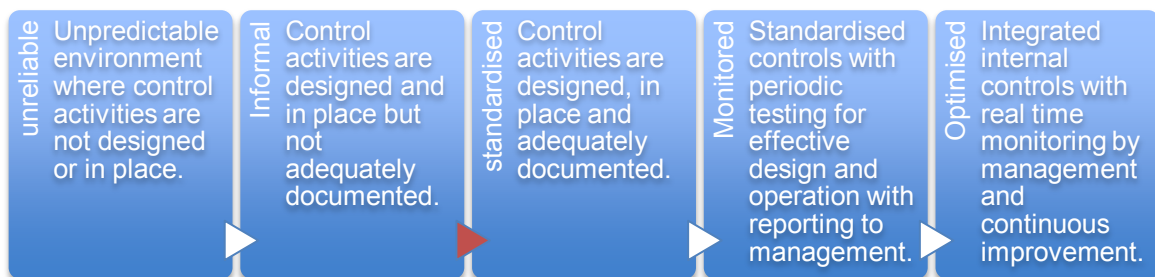 unreliable
Unpredictable
environment
where control
activities are
not designed
or in place.
Informal
Control
activities are
designed and
in place but
not
adequately
documented.
standardised
Control
activities are
designed, in
place and
adequately
documented.
Monitored
Standardised
controls with
periodic
testing for
effective
design and
operation with
reporting to
management.
Optimised
Integrated
internal
controls with
real time
monitoring by
management
and
continuous
improvement.